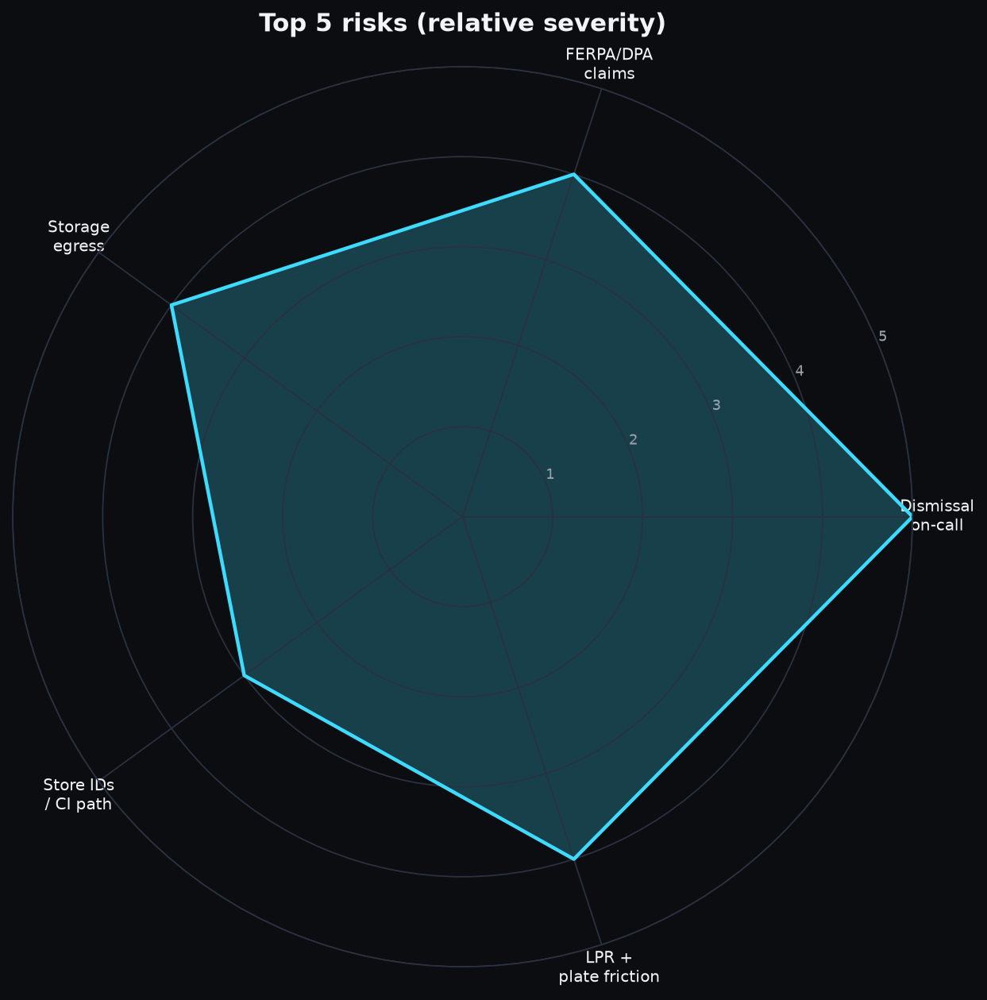 Top 5 risks (relative severity)
FERPA/DPA
claims
Storage
egress
5
4
3
2
1
Dismissal
on-call
Store IDs
/ CI path
LPR +
plate friction